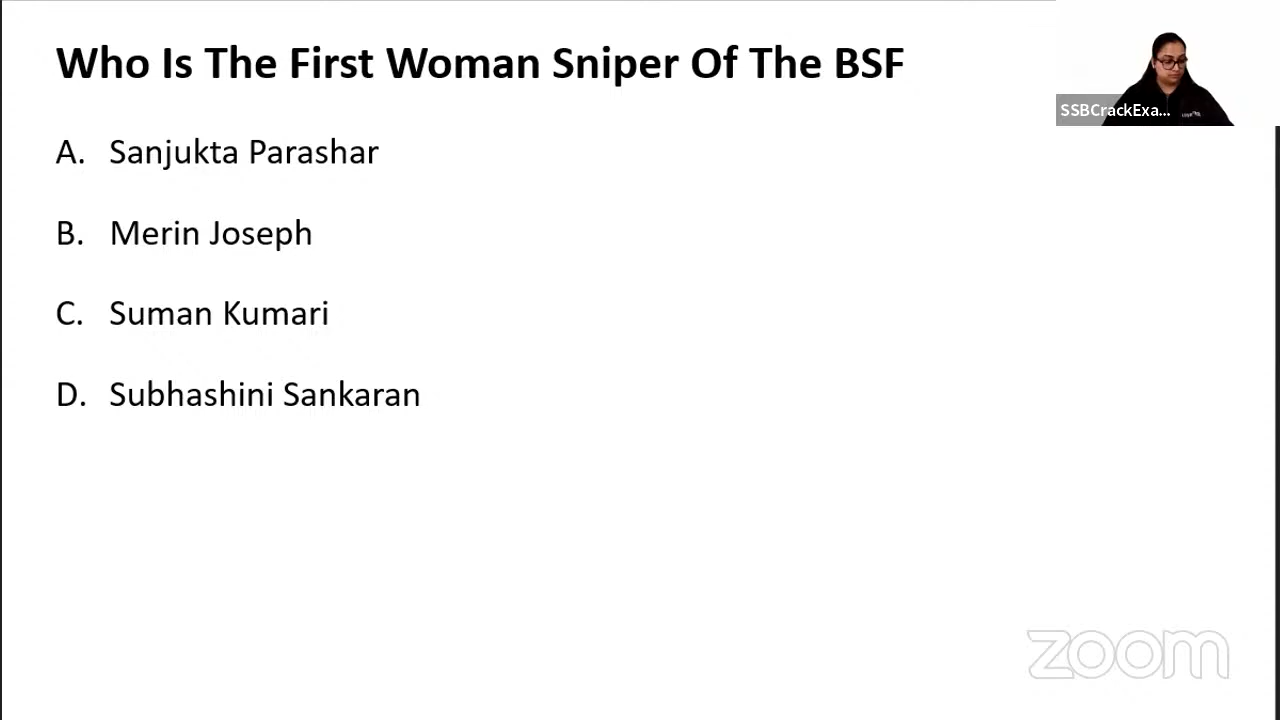 Who Is The First Woman Sniper Of The BSF
SSBCrackExa...
A. Sanjukta Parashar
B. Merin Joseph
C. Suman Kumari
D. Subhashini Sankaran
zoom